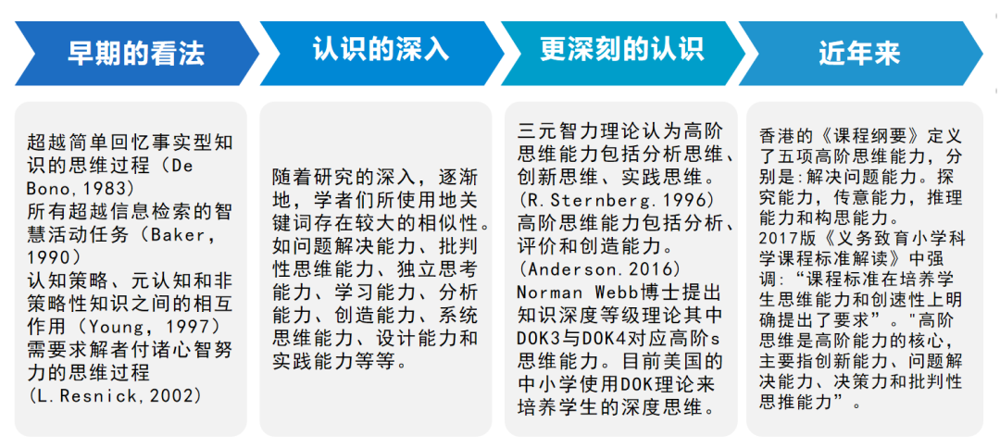 早期的看法
超越简单回忆事实型知
识的思维过程（De
Bono,1983）
所有超越信息检索的智
慧活动任务（Baker，
1990）
认知策略、元认知和非
策略性知识之间的相互
作用（Young，1997）
需要求解者付诸心智努
力的思维过程
(L.Resnick,2002)
认识的深入
随着研究的深入，逐渐
地，学者们所使用地关
键词存在较大的相似性。
如问题解决能力、批判
性思维能力、独立思考
能力、学习能力、分析
能力、创造能力、系统
思维能力、设计能力和
实践能力等等。
更深刻的认识
三元智力理论认为高阶
思维能力包括分析思维、
创新思维、实践思维。
(R.Sternberg.1996)
高阶思维能力包括分析、
评价和创造能力。
(Anderson.2016)
Norman Webb博士提出
知识深度等级理论其中
DOK3与DOK4对应高阶s
思维能力。目前美国的
中小学使用DOK理论来
培养学生的深度思维。
近年来
香港的《课程纲要》定义
了五项高阶思维能力，分
别是:解决问题能力。探
究能力，传意能力，推理
能力和构思能力。
2017版《义务致育小学科
学课程标准解读》中强
调:“课程标准在培养学
生思维能力和创速性上明
确提出了要求”。"高阶
思维是高阶能力的核心，
主要指创新能力、问题解
决能力、决策力和批判性
思推能力”。